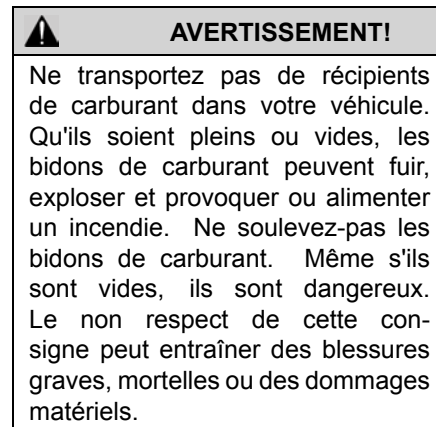 AVERTISSEMENT!
Ne transportez pas de récipients
de carburant dans votre véhicule.
Qu'ils soient pleins ou vides, les
bidons de carburant peuvent fuir,
exploser et provoquer ou alimenter
un incendie. Ne soulevez-pas les
bidons de carburant. Même s'ils
sont vides, ils sont dangereux.
Le non respect de cette con-
signe peut entraîner des blessures
graves, mortelles ou des dommages
matériels.